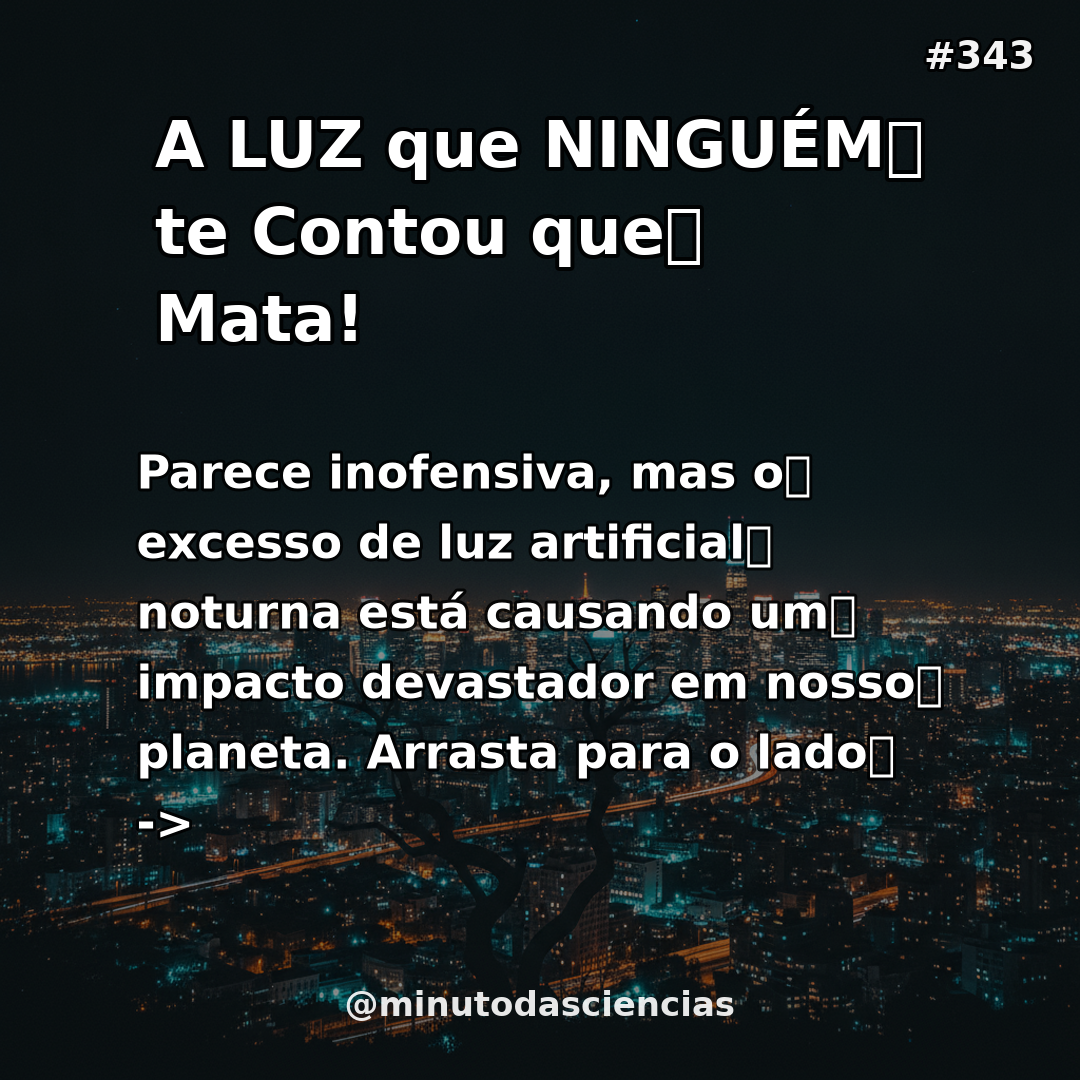 #343
A LUZ que NINGUÉM
te Contou que
Mata!
Parece inofensiva, mas o
excesso de luz artificial
noturna está causando um
impacto devastador em nosso
planeta. Arrasta para o lado
->
@minutodasciencias